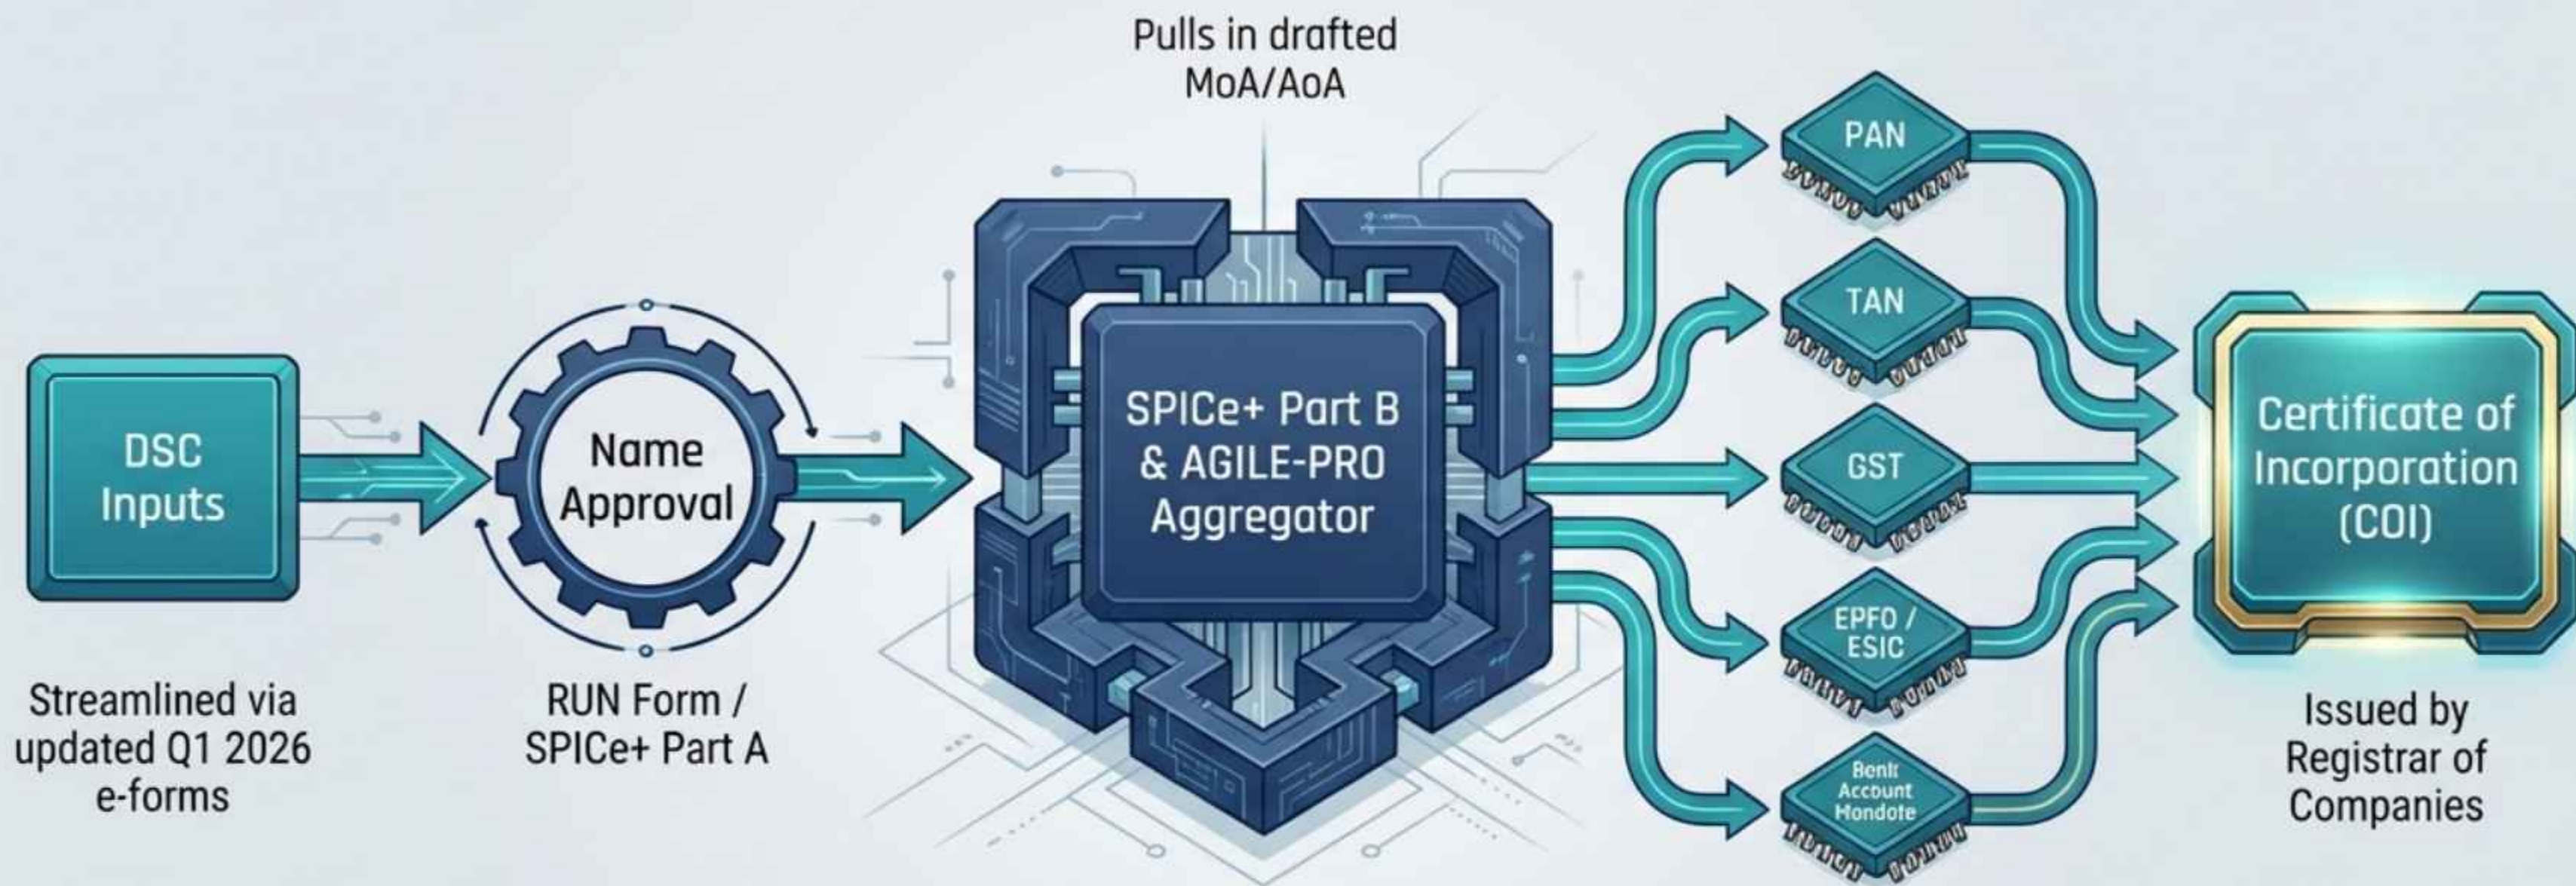 Pulls in drafted
MoA/AoA
DSC
Inputs
Streamlined via
updated Q1 2026
e-forms
Name
Approval
RUN Form /
SPICe+ Part A
SPICe+ Part B
& AGILE-PRO
Aggregator
PAN
TAN
GST
EPFO /
ESIC
Account
Certificate of
Incorporation
(COI)
Issued by
Registrar of
Companies